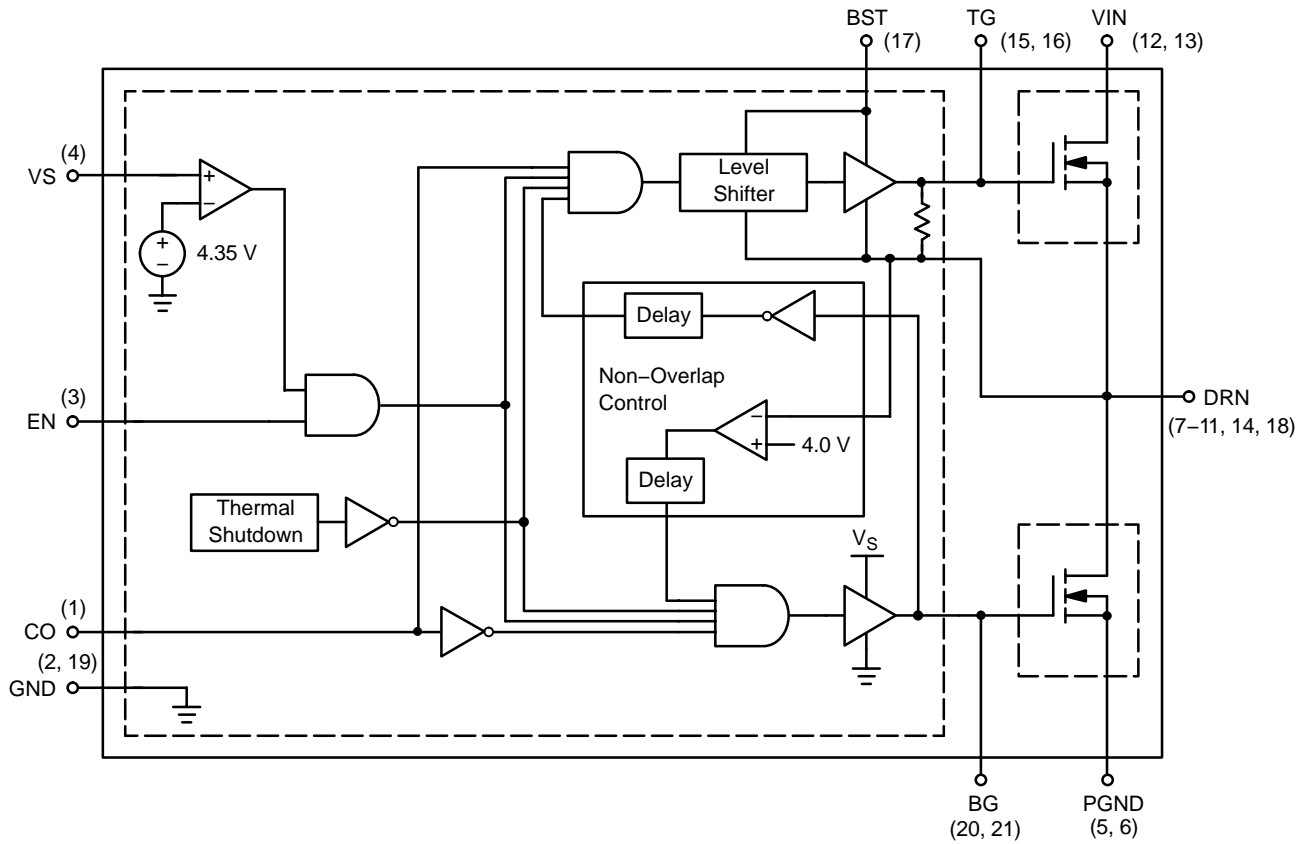 BST
(17)
TG
(15, 16)
VIN
(12, 13)
(4)
VS
+
−
+
−
4.35 V
Level
Shifter
Delay
Non−Overlap
Control
−
+
4.0 V
Delay
(3)
EN
DRN
(7−11, 14, 18)
Thermal
Shutdown
VS
(1)
CO
(2, 19)
GND
BG
(20, 21)
PGND
(5, 6)